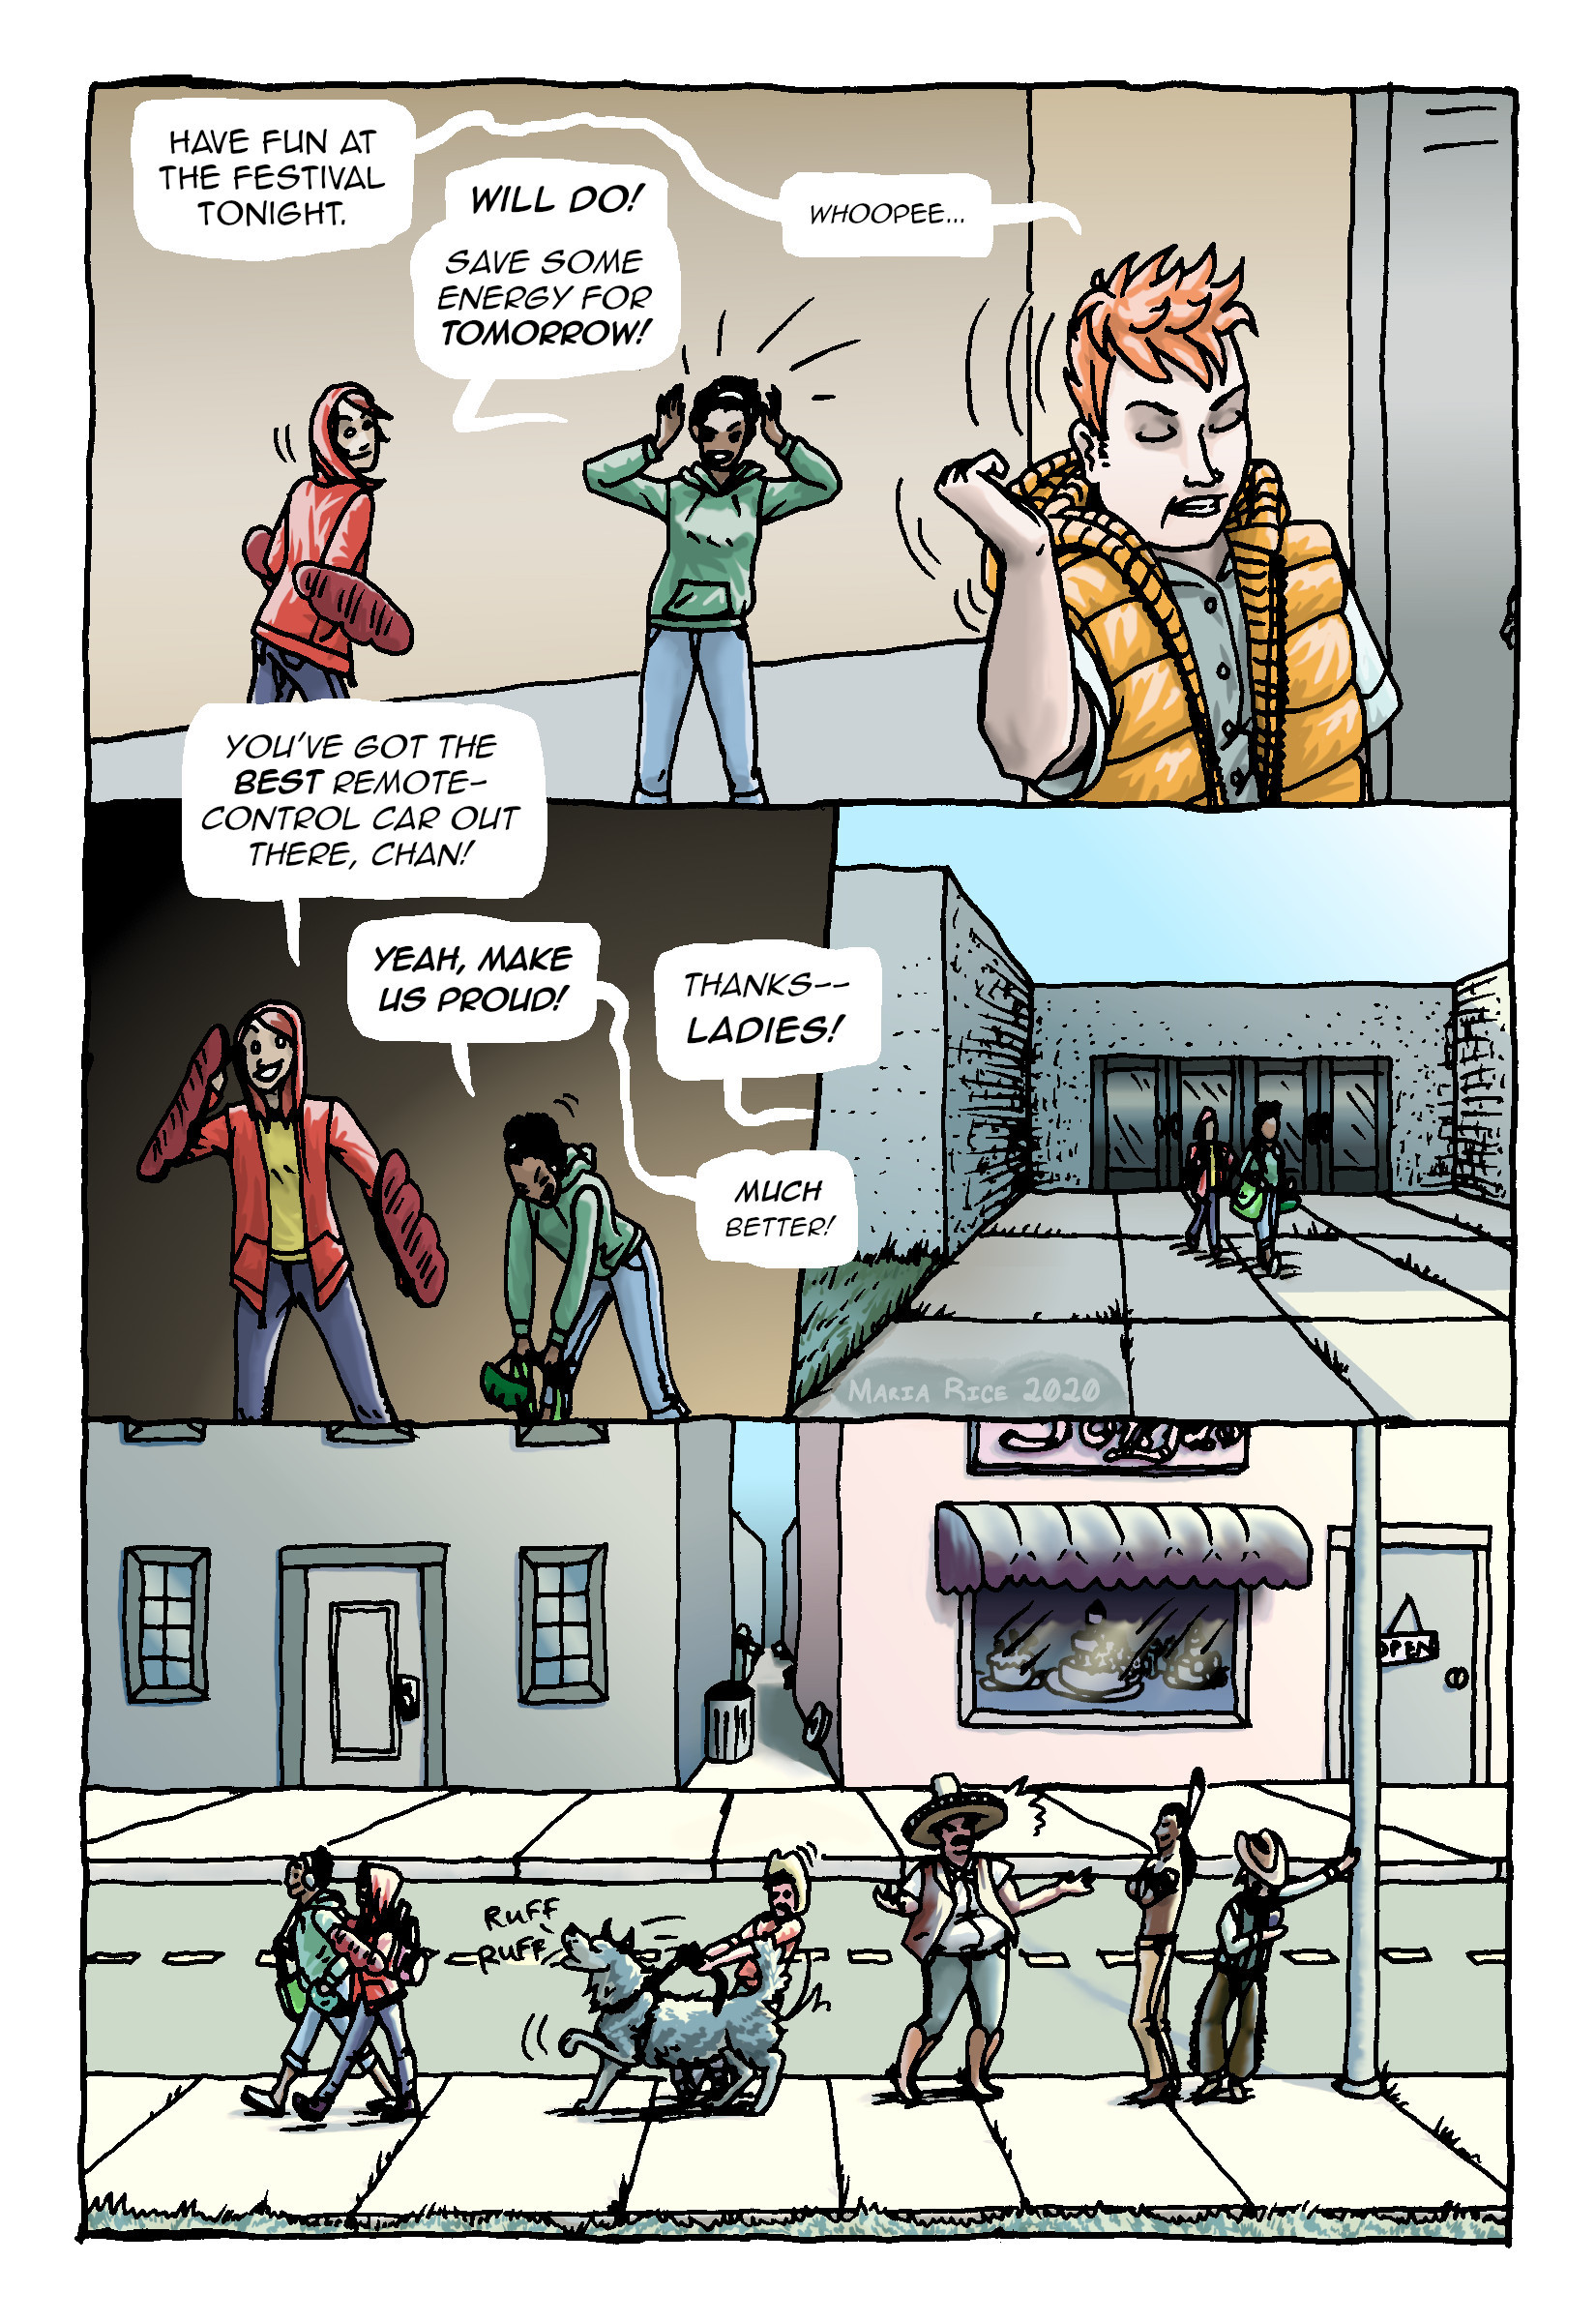 HAVE FUN AT
THE FESTIVAL
TONIGHT.
WILL DO!
SAVE SOME
ENERGY FOR
TOMORROW!
WHOOPEE...
YOU'VE GOT THE
BEST REMOTE-
CONTROL CAR OUT
THERE, CHAN!
YEAH, MAKE
US PROUD!
THANKS--
LADIES!
MUCH
BETTER!
MARIA RICE 2020
OPEN
RUFF
RUFF